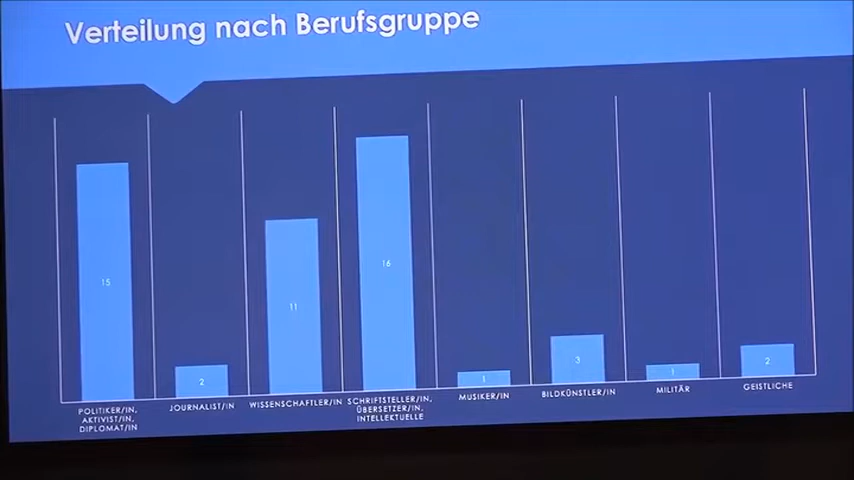 Verteilung nach Berufsgruppe
15
2
11
16
1
3
1
2
POLITIKER/IN,
AKTIVIST/IN,
DIPLOMAT/IN
JOURNALIST/IN
WISSENSCHAFTLER/IN
SCHRIFTSTELLER/IN,
ÜBERSETZER/IN,
INTELLEKTUELLE
MUSIKER/IN
BILDKÜNSTLER/IN
MILITÄR
GEISTLICHE